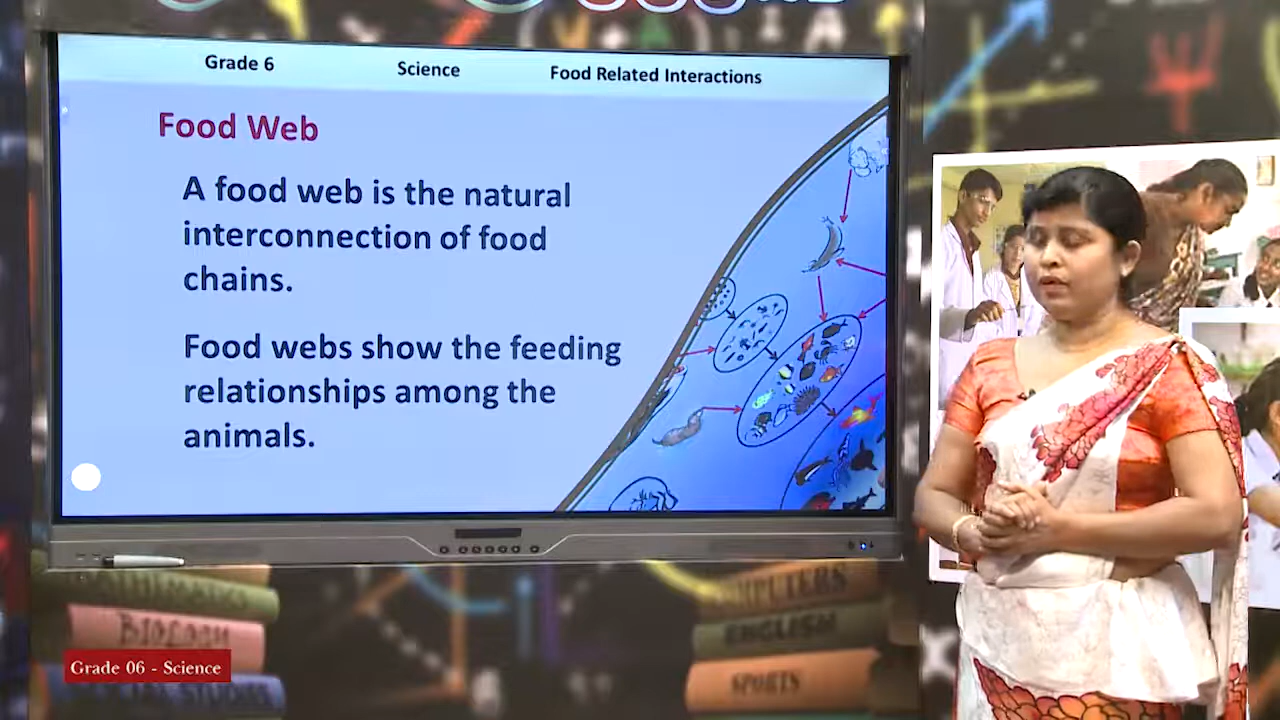 Grade 6 Science Food Related Interactions
Food Web
A food web is the natural
interconnection of food
chains.
Food webs show the feeding
relationships among the
animals.
BIOLOGY
COMPUTERS
ENGLISH
SPORTS
Grade 06 - Science